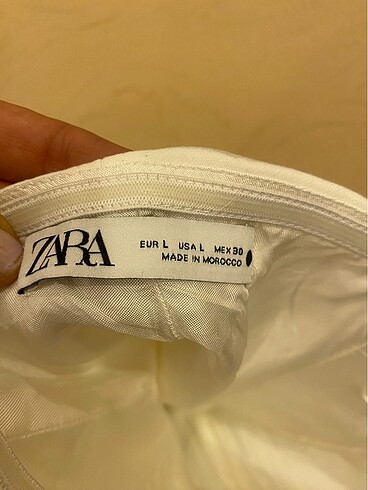 ZARA
EUR L USA L MEX 30
MADE IN MOROCCO